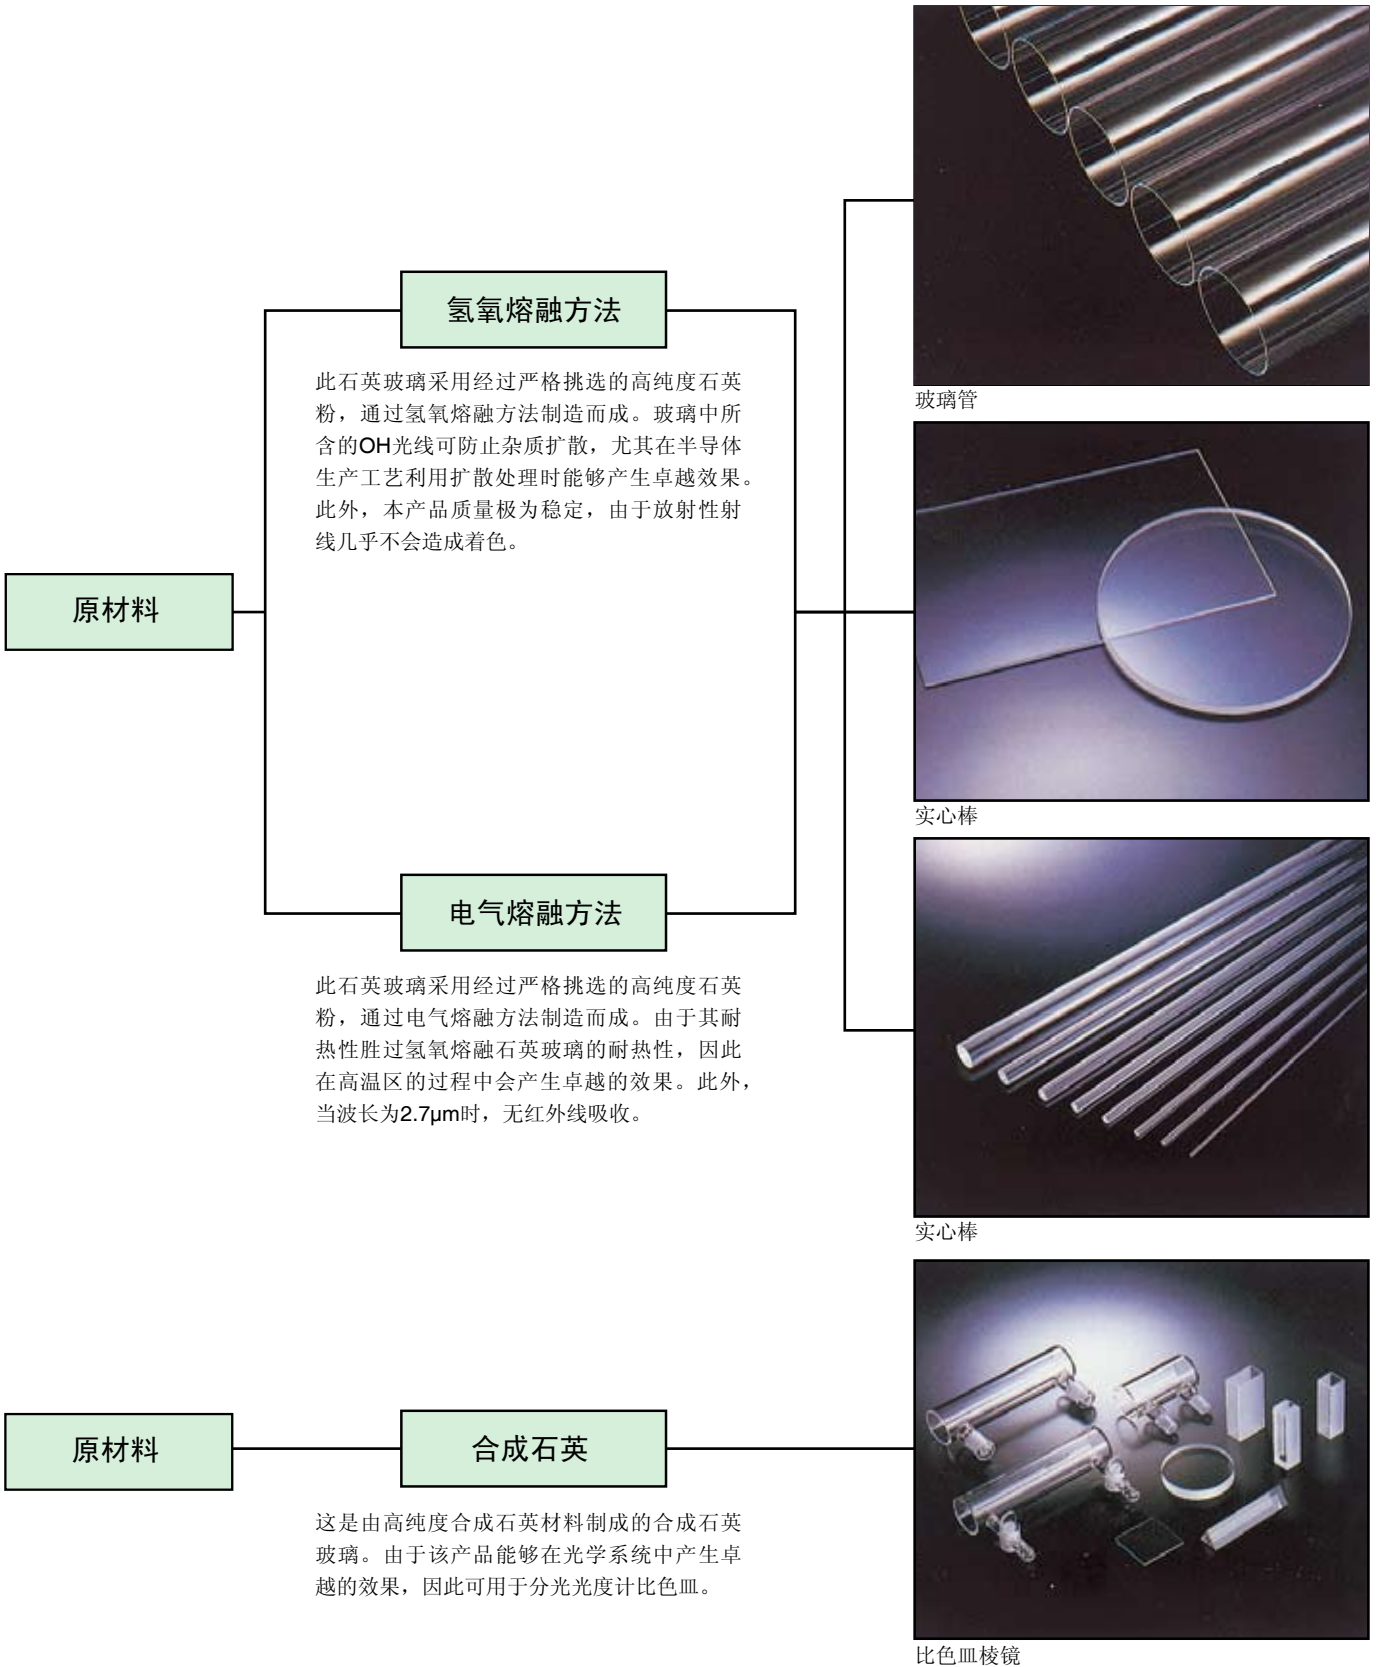 玻璃管
氢氧熔融方法
此石英玻璃采用经过严格挑选的高纯度石英
粉，通过氢氧熔融方法制造而成。玻璃中所
含的OH光线可防止杂质扩散，尤其在半导体
生产工艺利用扩散处理时能够产生卓越效果。
此外，本产品质量极为稳定，由于放射性射
线几乎不会造成着色。
原材料
实心棒
电气熔融方法
此石英玻璃采用经过严格挑选的高纯度石英
粉，通过电气熔融方法制造而成。由于其耐
热性胜过氢氧熔融石英玻璃的耐热性，因此
在高温区的过程中会产生卓越的效果。此外，
当波长为2.7μm时，无红外线吸收。
实心棒
原材料
合成石英
这是由高纯度合成石英材料制成的合成石英
玻璃。由于该产品能够在光学系统中产生卓
越的效果，因此可用于分光光度计比色皿。
比色皿棱镜